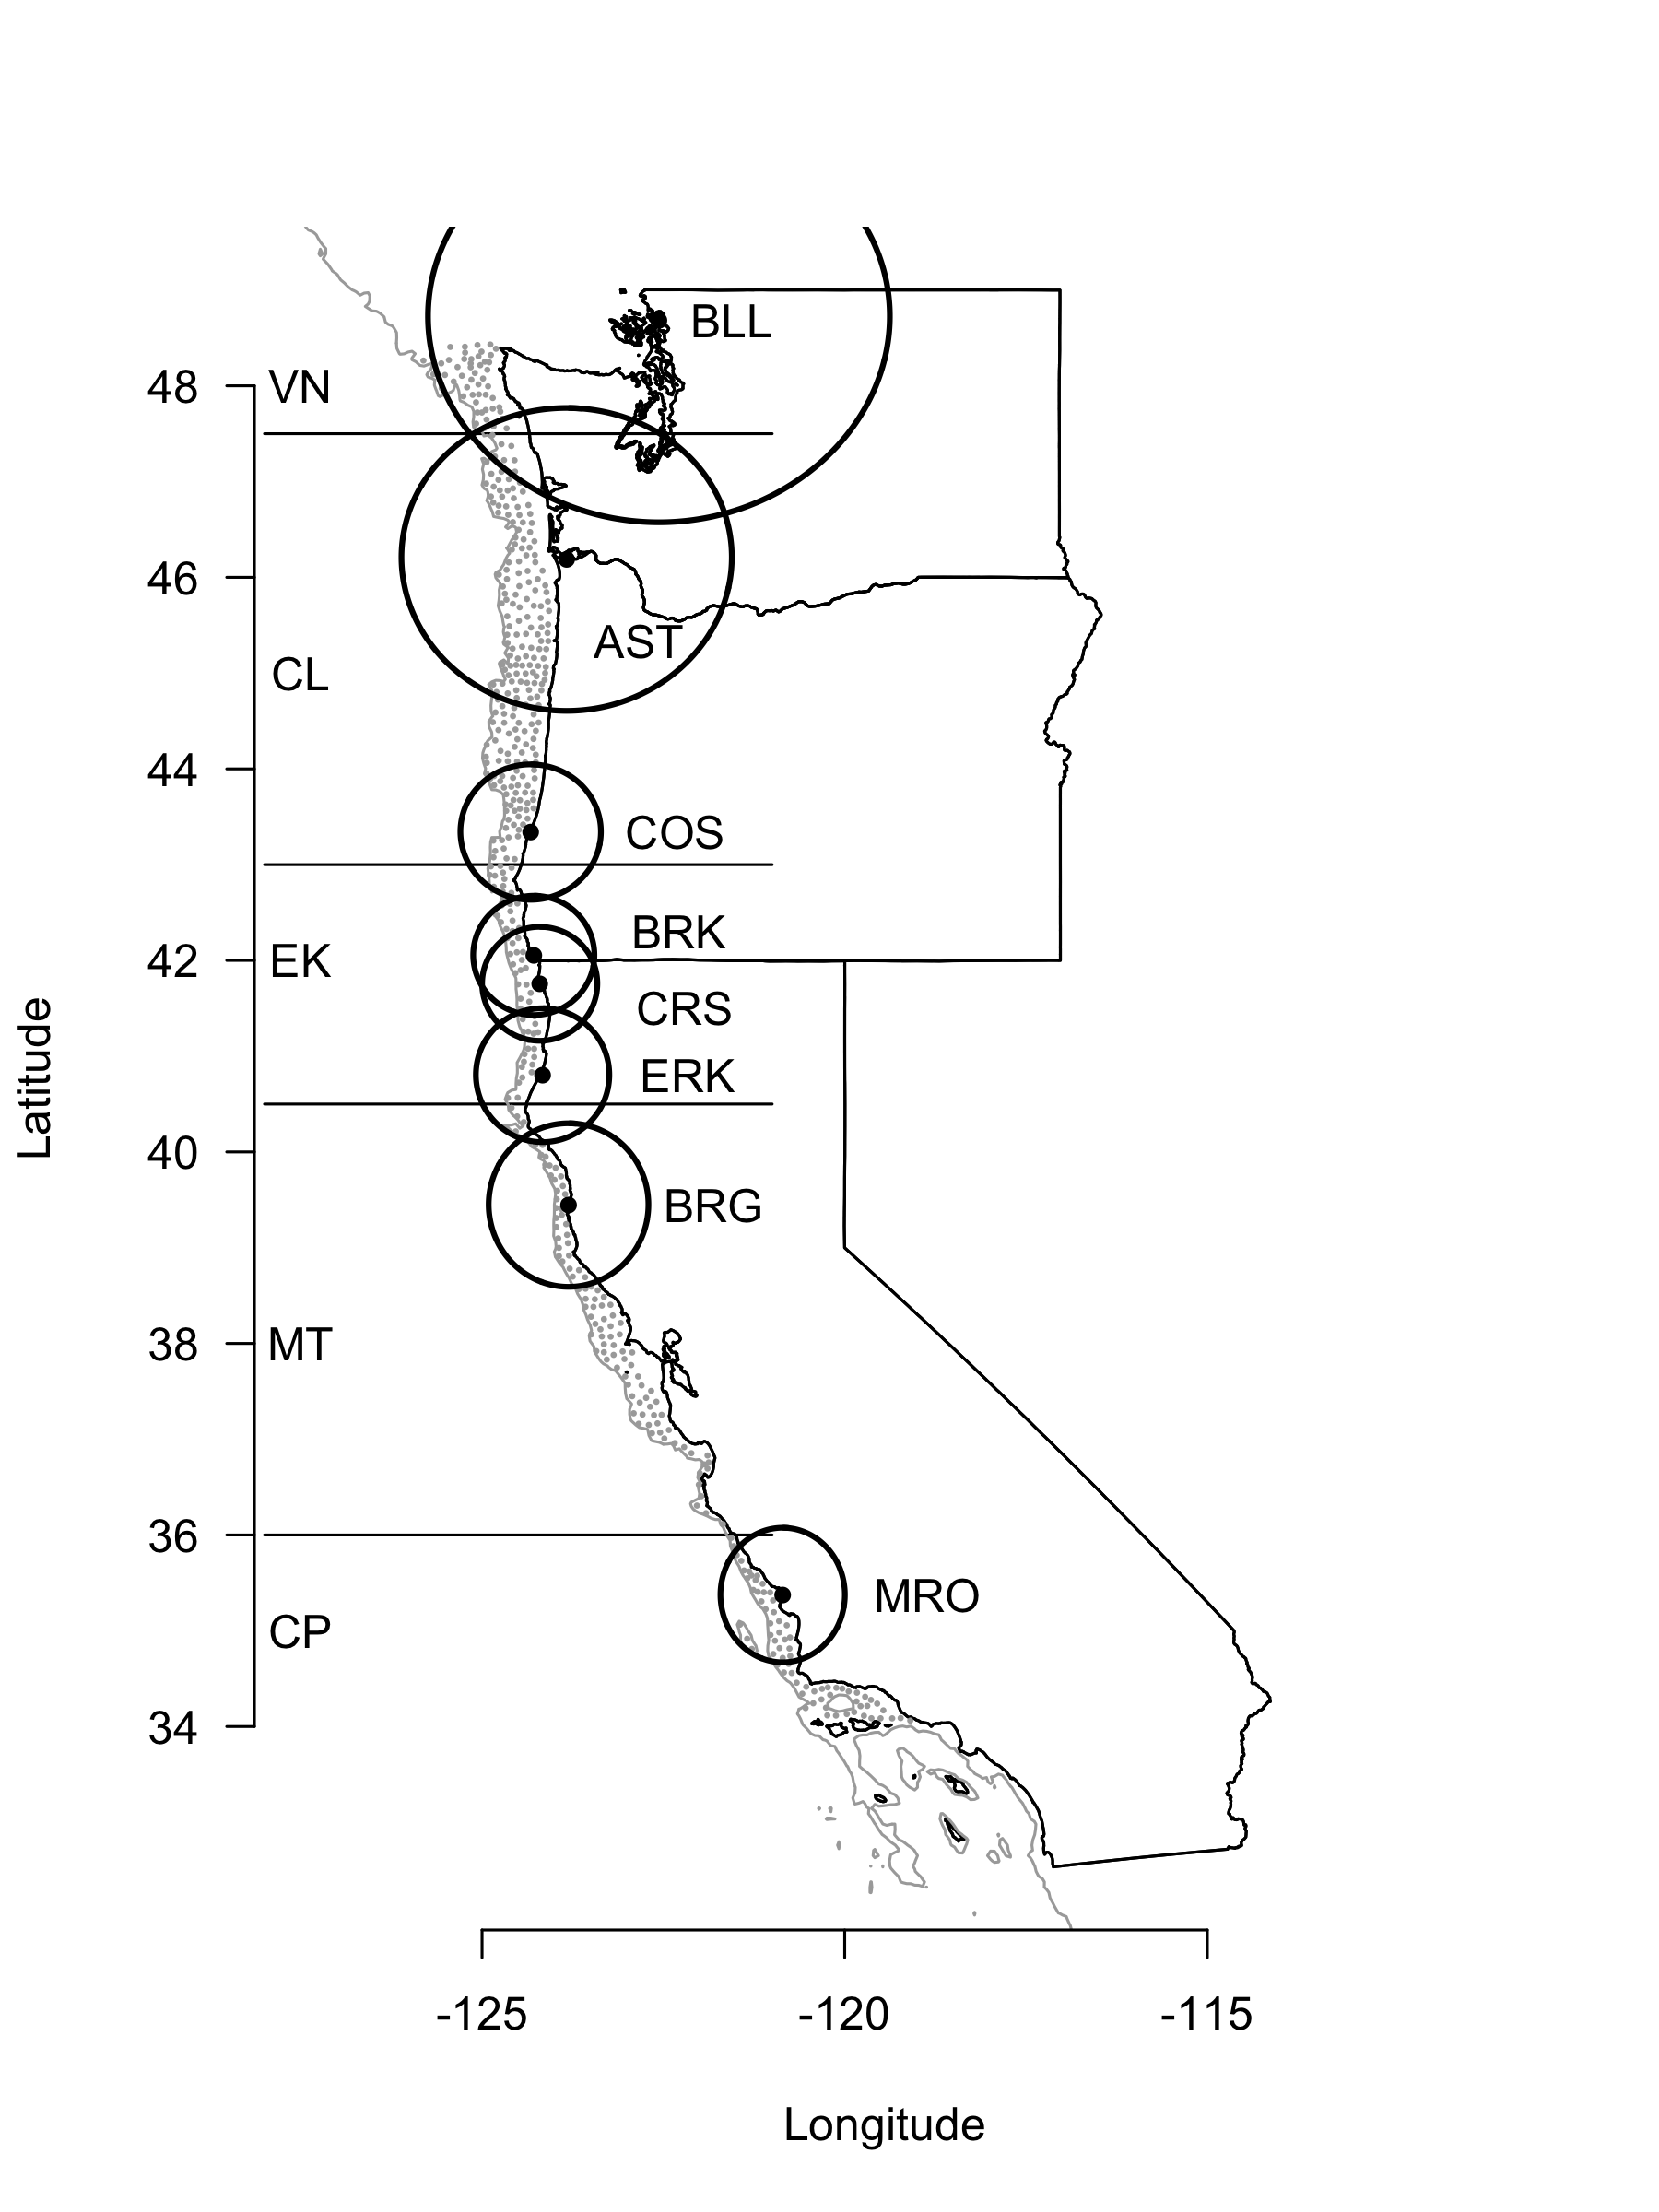 BLL
48
VN
46
AST
CL
44
COS
BRK
42
EK
CRS
ERK
40
BRG
38
MT
36
MRO
CP
34
Latitude
-125
-120
-115
Longitude